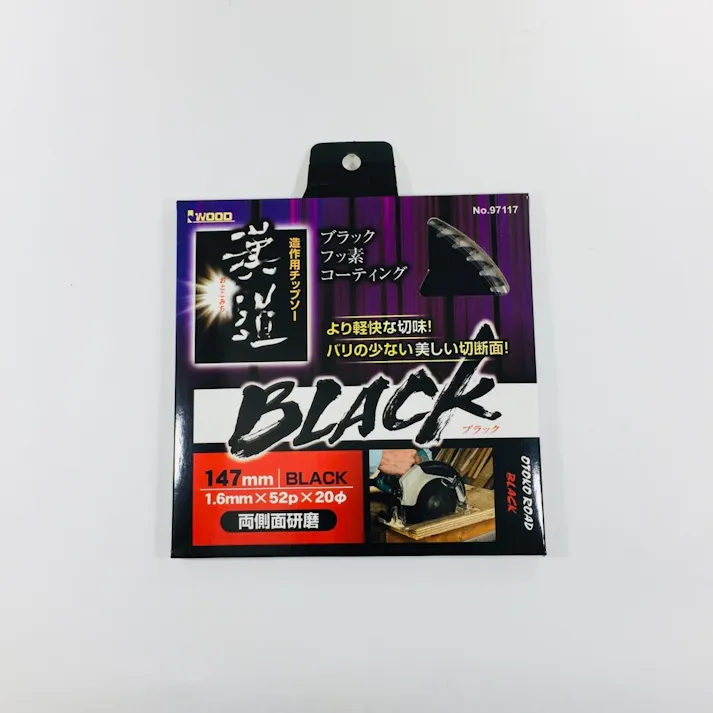 WOOD
No.97117
漢道
おとこみち
造作用チップソー
ブラック
フッ素
コーティング
より軽快な切味!
バリの少ない美しい切断面!
BLACK
ブラック
147mm BLACK
1.6mm×52p×20φ
両側面研磨
OTOKO ROAD
BLACK